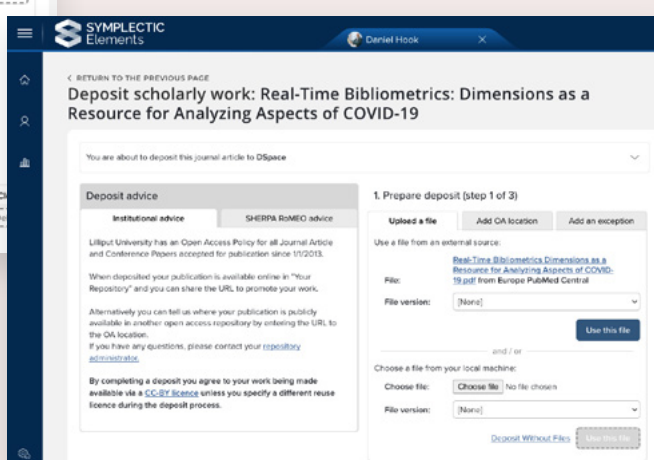 SYMPLECTIC
Elements
Daniel Hook
RETURN TO THE PREVIOUS PAGE
Deposit scholarly work: Real-Time Bibliometrics: Dimensions as a
Resource for Analyzing Aspects of COVID-19
You are about to deposit this journal article to DSpace
Deposit advice
Institutional advice
SHERPA RoMEO advice
Lilliput University has an Open Access Policy for all Journal Article
and Conference Papers accepted for publication since 1/1/2013.
When deposited your publication is available online in "Your
Repository" and you can share the URL to promote your work.
Alternatively you can tell us where your publication is publicly
available in another open access repository by entering the URL to
the OA location.
If you have any questions, please contact your repository
administrator.
By completing a deposit you agree to your work being made
available via a CC-BY licence unless you specify a different reuse
licence during the deposit process.
1. Prepare deposit (step 1 of 3)
Upload a file
Add OA location
Add an exception
Use a file from an external source:
File:
Real-Time Bibliometrics Dimensions as a
Resource for Analyzing Aspects of COVID-
19.pdf from Europe PubMed Central
File version:
[None]
Use this file
and / or
Choose a file from your local machine:
Choose file:
Choose file No file chosen
File version:
[None]
Deposit Without Files
Use this file